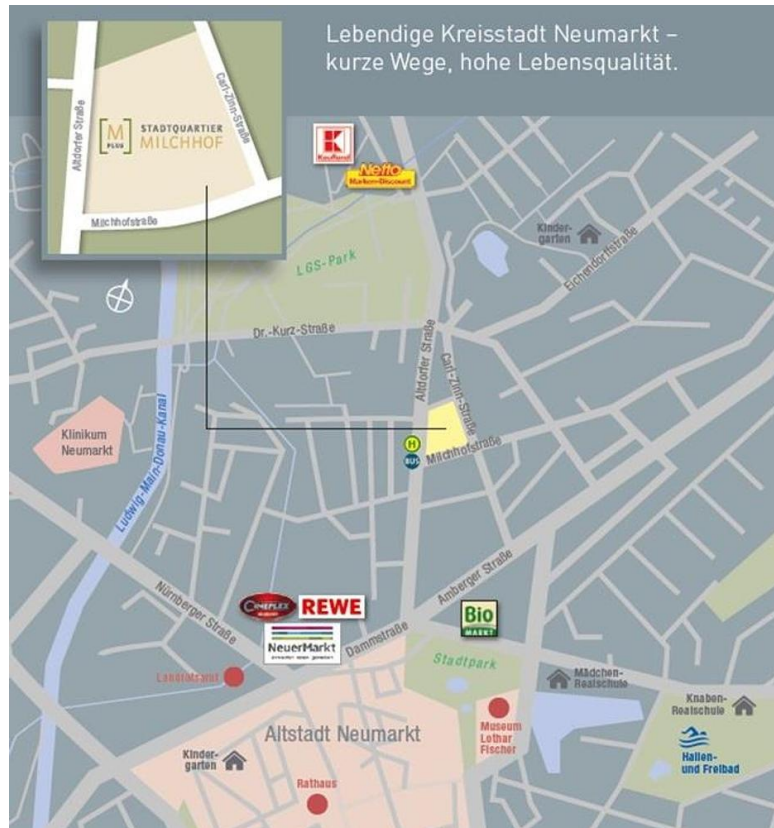 Lebendige Kreisstadt Neumarkt –
kurze Wege, hohe Lebensqualität.
Altdorfer Straße
Carl-Zinn-Straße
M
PLUS
STADTQUARTIER
MILCHHOF
Milchhofstraße
K
Kaufland
Netto
Marken-Discount
Kinder-
garten
Eichendorffstraße
LGS-Park
Dr.-Kurz-Straße
Altdorfer Straße
Carl-Zinn-Straße
Klinikum
Neumarkt
H
BUS
Milchhofstraße
Ludwig-Main-Donau-Kanal
Nürnberger Straße
Amberger Straße
CINEPLEX
REWE
Bio
MARKT
NeuerMarkt
Dammstraße
Stadtpark
Landratsamt
Mädchen-
Realschule
Knaben-
Realschule
Museum
Lothar
Fischer
Altstadt Neumarkt
Kinder-
garten
Hallen-
und Freibad
Rathaus